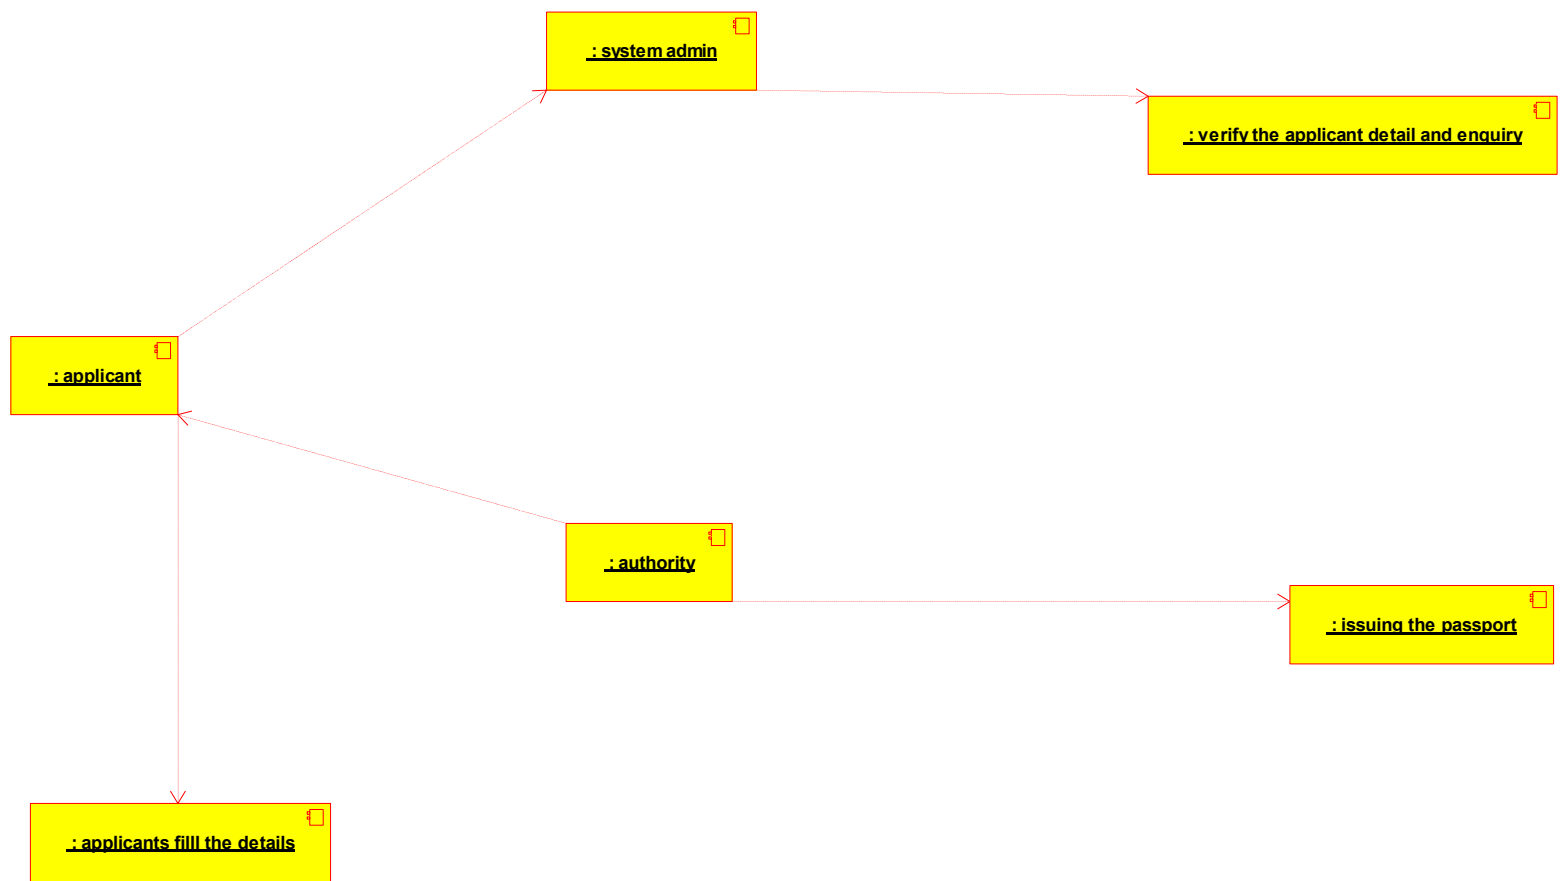 : system admin
: verify the applicant detail and enquiry
: applicant
: authority
: issuing the passport
: applicants filll the details